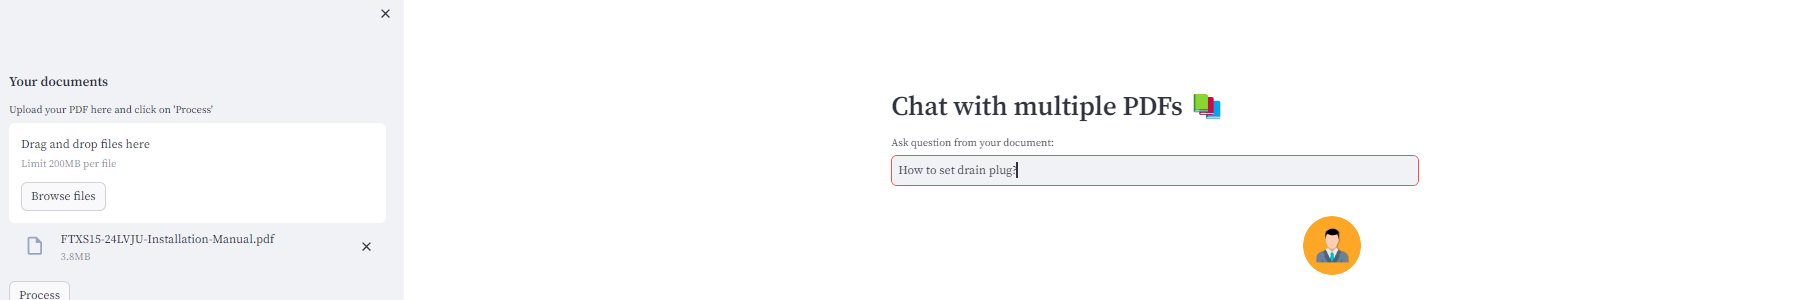 Your documents
Upload your PDF here and click on 'Process'
Drag and drop files here
Limit 200MB per file
Browse files
FTXS15-24LVJU-Installation-Manual.pdf
3.8MB
Process
Chat with multiple PDFs
Ask question from your document:
How to set drain plug?